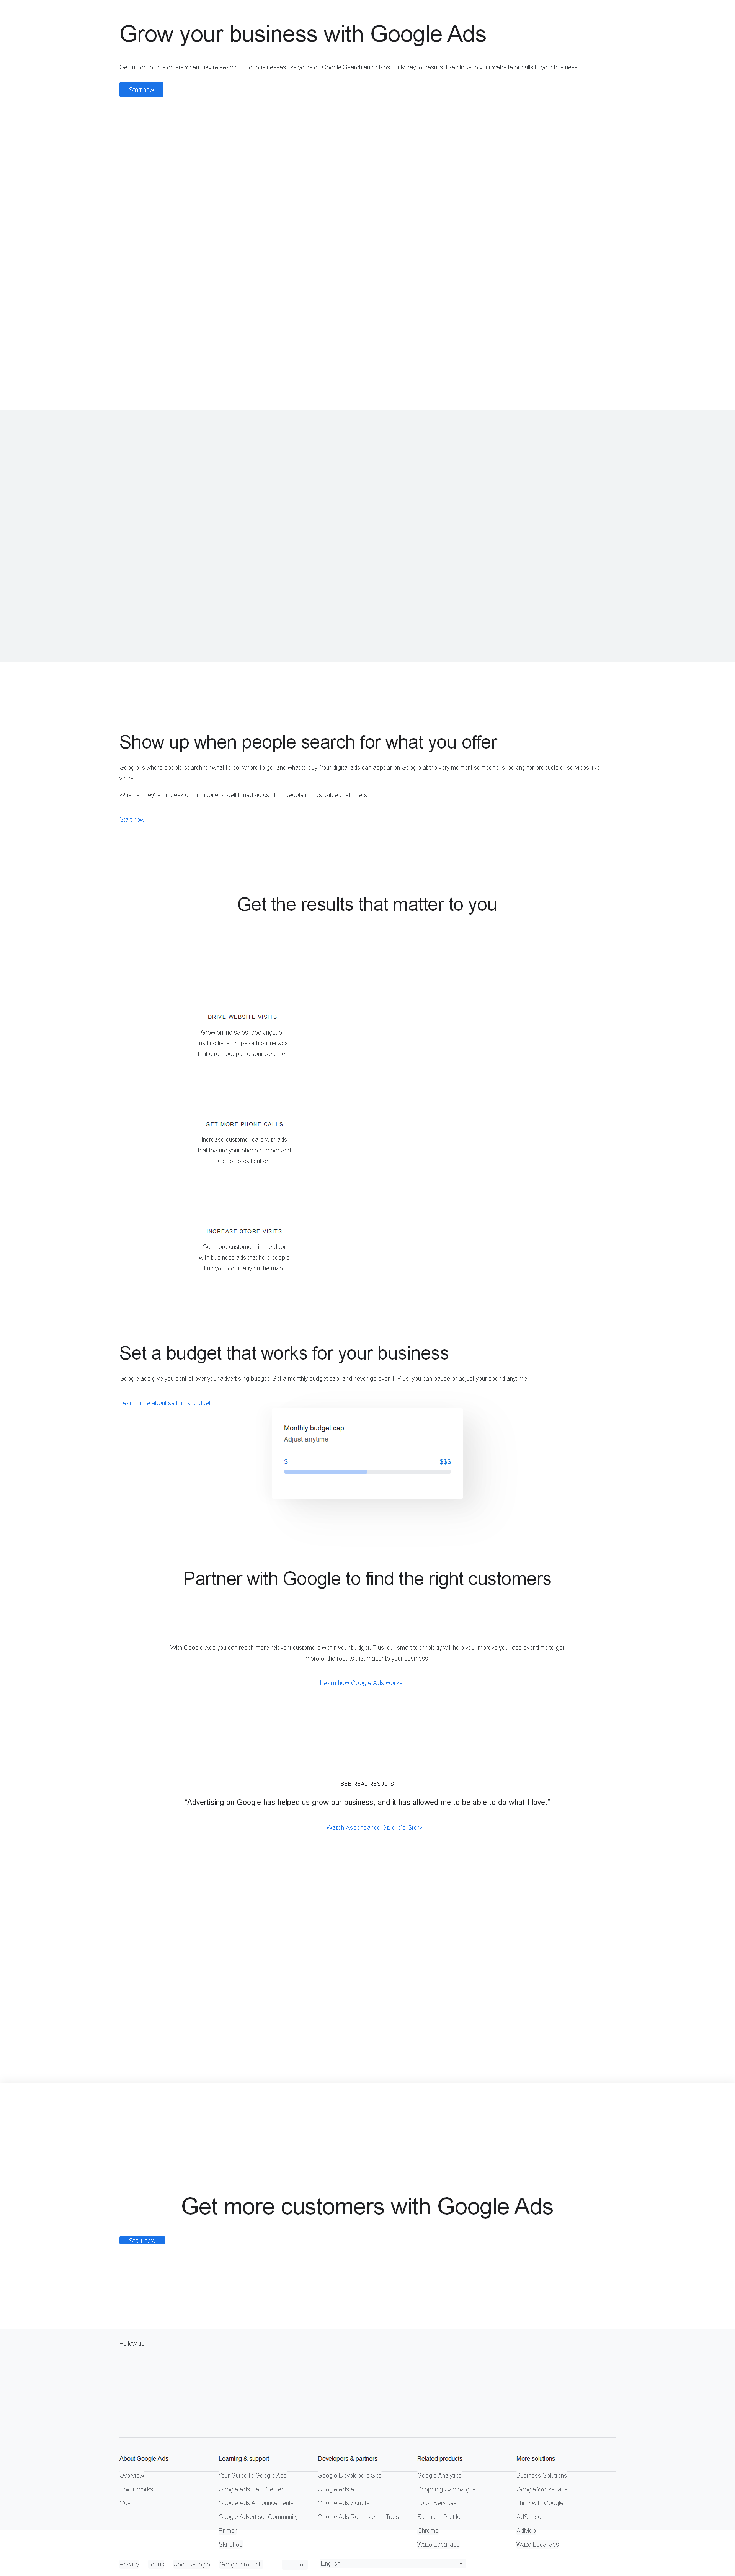 Grow your business with Google Ads
Get in front of customers when they're searching for businesses like yours on Google Search and Maps. Only pay for results, like clicks to your website or calls to your business.
Start now
Show up when people search for what you offer
Google is where people search for what to do, where to go, and what to buy. Your digital ads can appear on Google at the very moment someone is looking for products or services like
yours.
Whether they're on desktop or mobile, a well-timed ad can turn people into valuable customers.
Start now
Get the results that matter to you
DRIVE WEBSITE VISITS
Grow online sales, bookings, or
mailing list signups with online ads
that direct people to your website.
GET MORE PHONE CALLS
Increase customer calls with ads
that feature your phone number and
a click-to-call button.
INCREASE STORE VISITS
Get more customers in the door
with business ads that help people
find your company on the map.
Set a budget that works for your business
Google ads give you control over your advertising budget. Set a monthly budget cap, and never go over it. Plus, you can pause or adjust your spend anytime.
Learn more about setting a budget
Monthly budget cap
Adjust anytime
$ $$$
Partner with Google to find the right customers
With Google Ads you can reach more relevant customers within your budget. Plus, our smart technology will help you improve your ads over time to get
more of the results that matter to your business.
Learn how Google Ads works
SEE REAL RESULTS
“Advertising on Google has helped us grow our business, and it has allowed me to be able to do what I love.”
Watch Ascendance Studio's Story
Get more customers with Google Ads
Start now
Follow us
About Google Ads Learning & support Developers & partners Related products More solutions
Overview Your Guide to Google Ads Google Developers Site Google Analytics Business Solutions
How it works Google Ads Help Center Google Ads API Shopping Campaigns Google Workspace
Cost Google Ads Announcements Google Ads Scripts Local Services Think with Google
Google Advertiser Community Google Ads Remarketing Tags Business Profile AdSense
Primer Chrome AdMob
Skillshop Waze Local ads Waze Local ads
Privacy Terms About Google Google products Help English